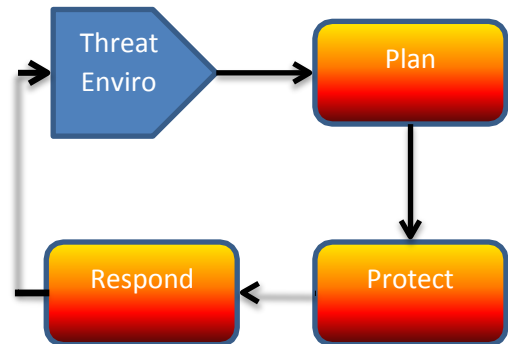 Threat
Enviro
Plan
Respond
Protect